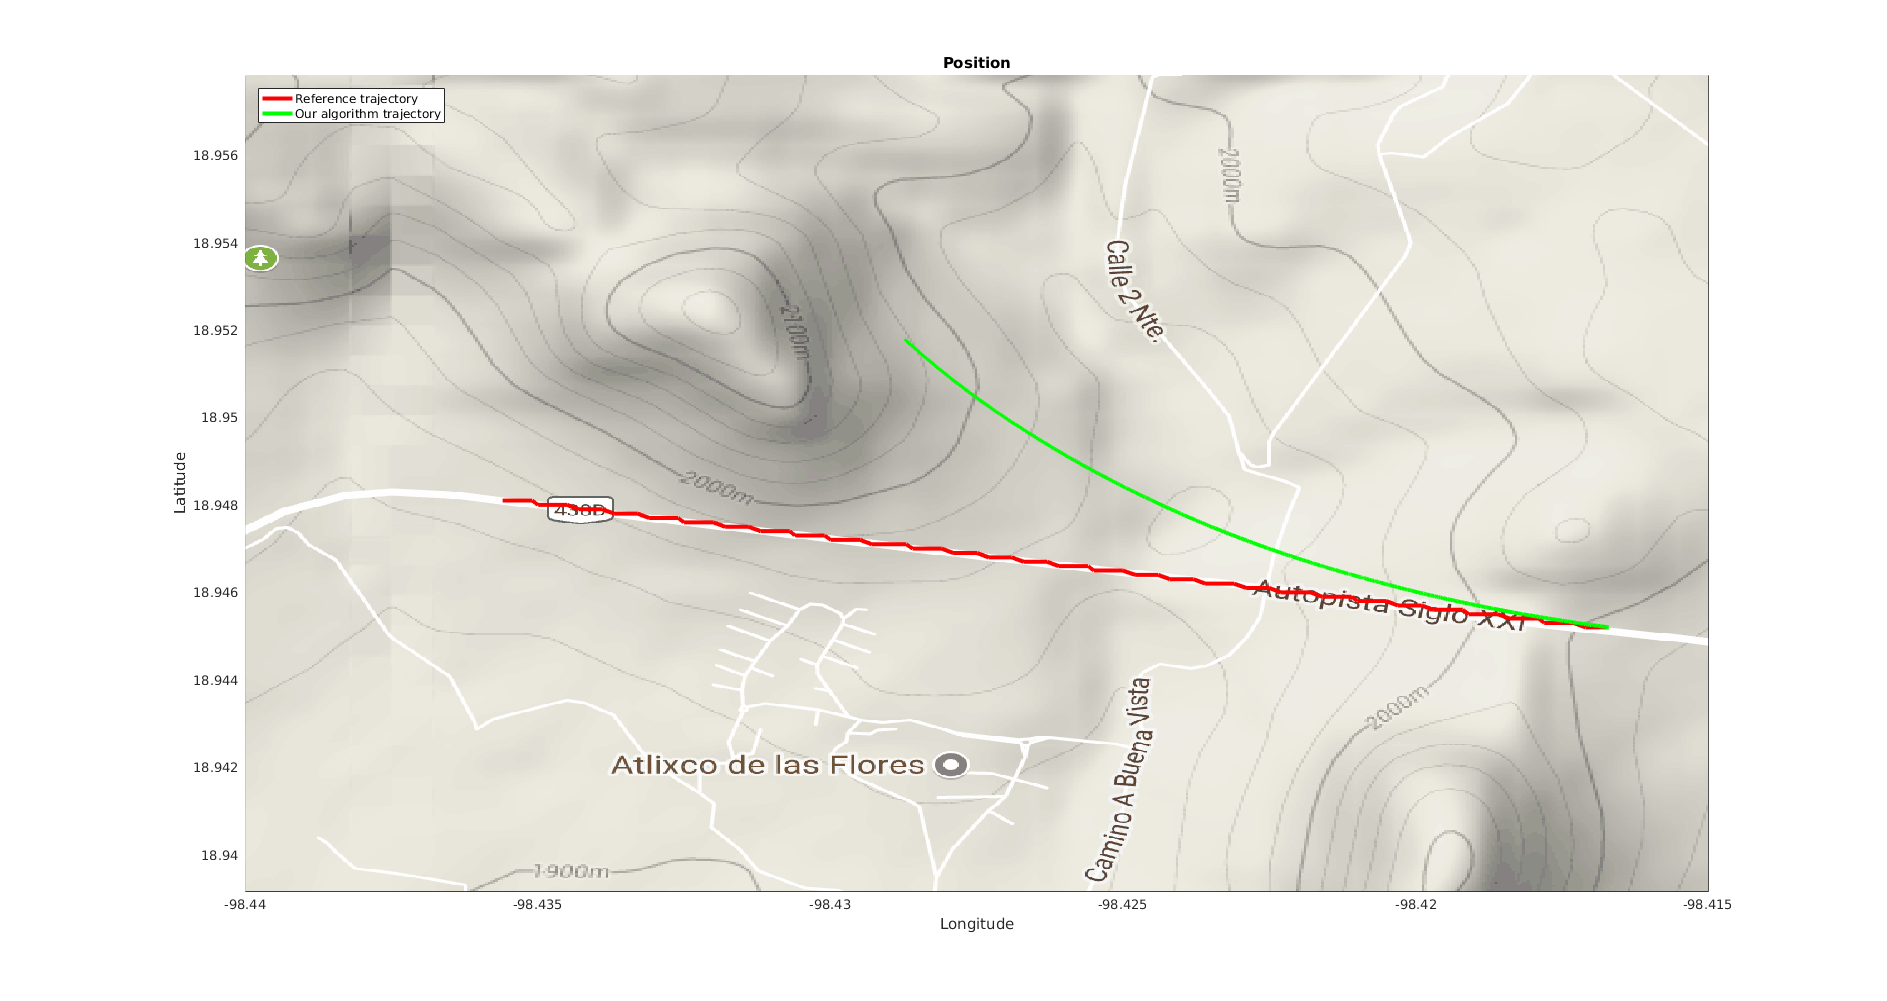 Position
Reference trajectory
Our algorithm trajectory
18.956
18.954
18.952
18.95
18.948
18.946
18.944
18.942
18.94
Latitude
2000m
Calle 2 Nte.
2100m
2000m
438D
Autopista Siglo XXI
2000m
Camino A Buena Vista
Atlixco de las Flores
1900m
-98.44
-98.435
-98.43
-98.425
-98.42
-98.415
Longitude